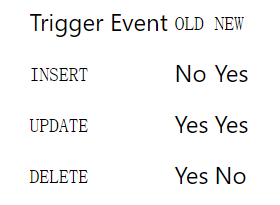 Trigger Event OLD NEW
INSERT No Yes
UPDATE Yes Yes
DELETE Yes No